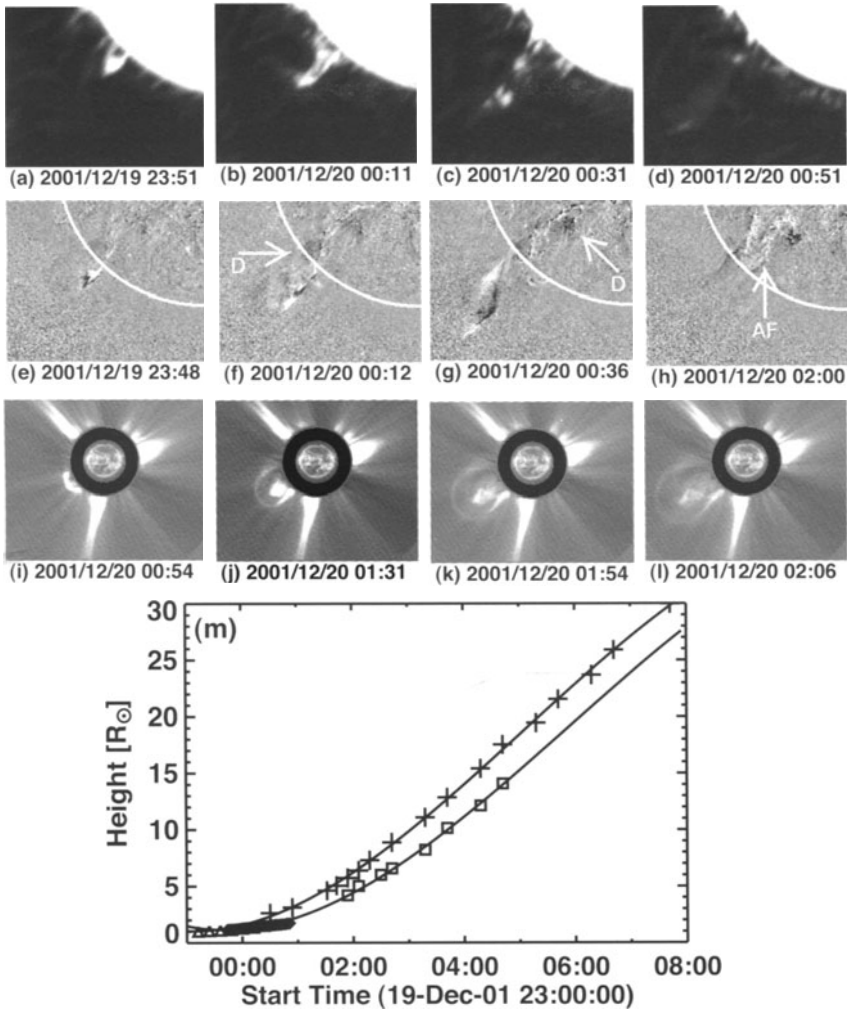 (a) 2001/12/19 23:51
(b) 2001/12/20 00:11
(c) 2001/12/20 00:31
(d) 2001/12/20 00:51
D
D
AF
(e) 2001/12/19 23:48
(f) 2001/12/20 00:12
(g) 2001/12/20 00:36
(h) 2001/12/20 02:00
(i) 2001/12/20 00:54
(j) 2001/12/20 01:31
(k) 2001/12/20 01:54
(l) 2001/12/20 02:06
(m)
Height [R☉]
30
25
20
15
10
5
0
00:00 02:00 04:00 06:00 08:00
Start Time (19-Dec-01 23:00:00)